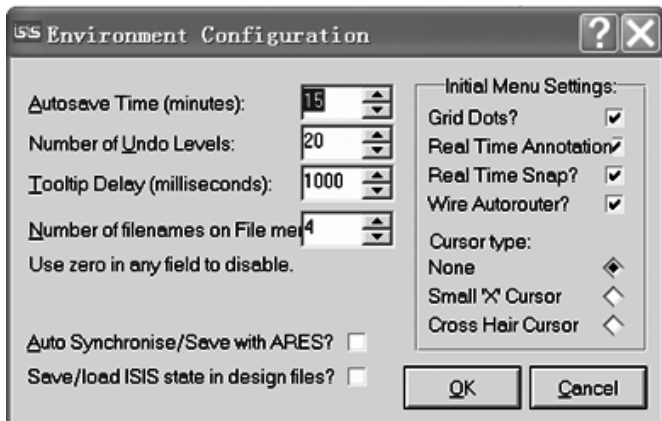 isis Environment Configuration
Autosave Time (minutes): 15
Number of Undo Levels: 20
Tooltip Delay (milliseconds): 1000
Number of filenames on File mer 4
Use zero in any field to disable.
Auto Synchronise/Save with ARES?
Save/load ISIS state in design files?
Initial Menu Settings:
Grid Dots?
Real Time Annotation
Real Time Snap?
Wire Autorouter?
Cursor type:
None
Small 'X' Cursor
Cross Hair Cursor
OK
Cancel